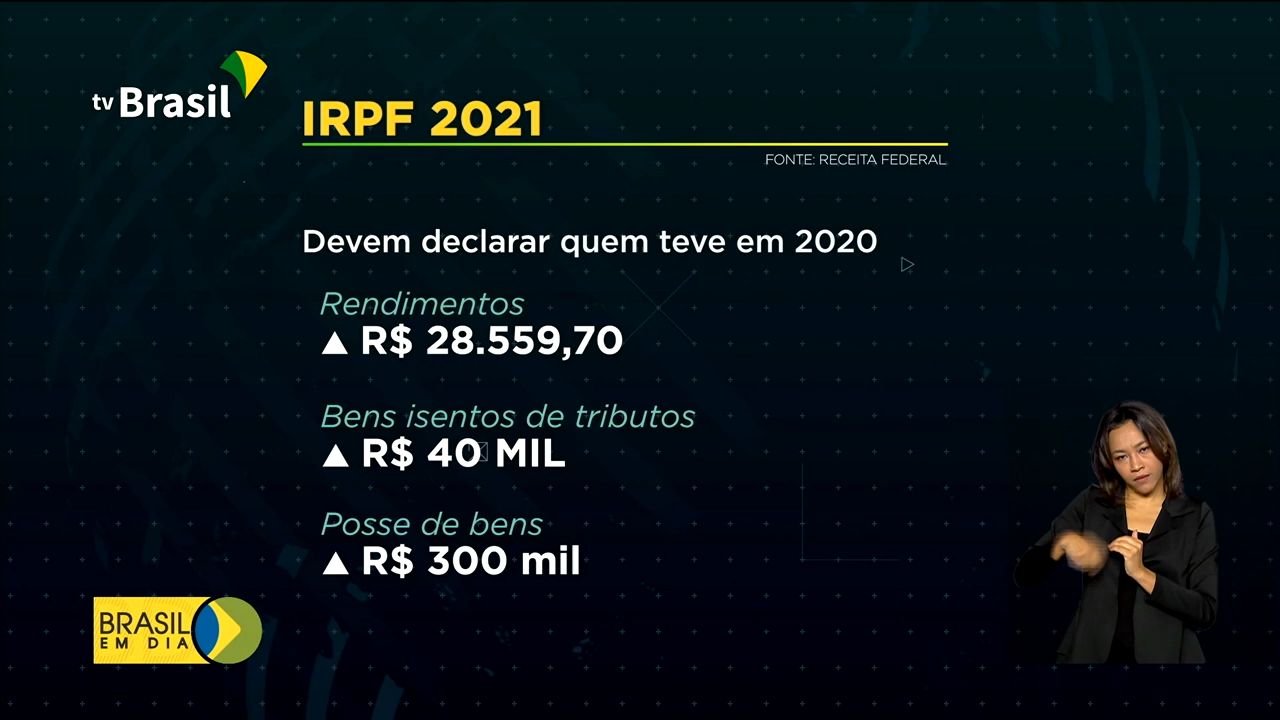 tv Brasil
IRPF 2021
FONTE: RECEITA FEDERAL
Devem declarar quem teve em 2020
Rendimentos
▲ R$ 28.559,70
Bens isentos de tributos
▲ R$ 40 MIL
Posse de bens
▲ R$ 300 mil
BRASIL
EM DIA